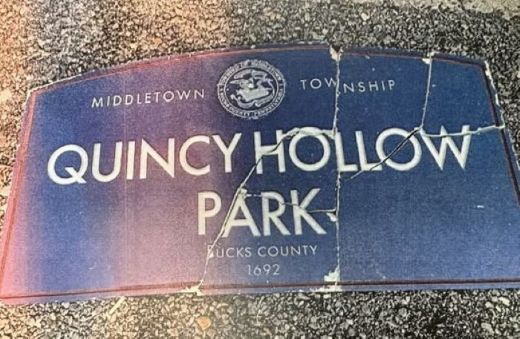 MIDDLETOWN TOWNSHIP
QUINCY HOLLOW
PARK
BUCKS COUNTY
1692